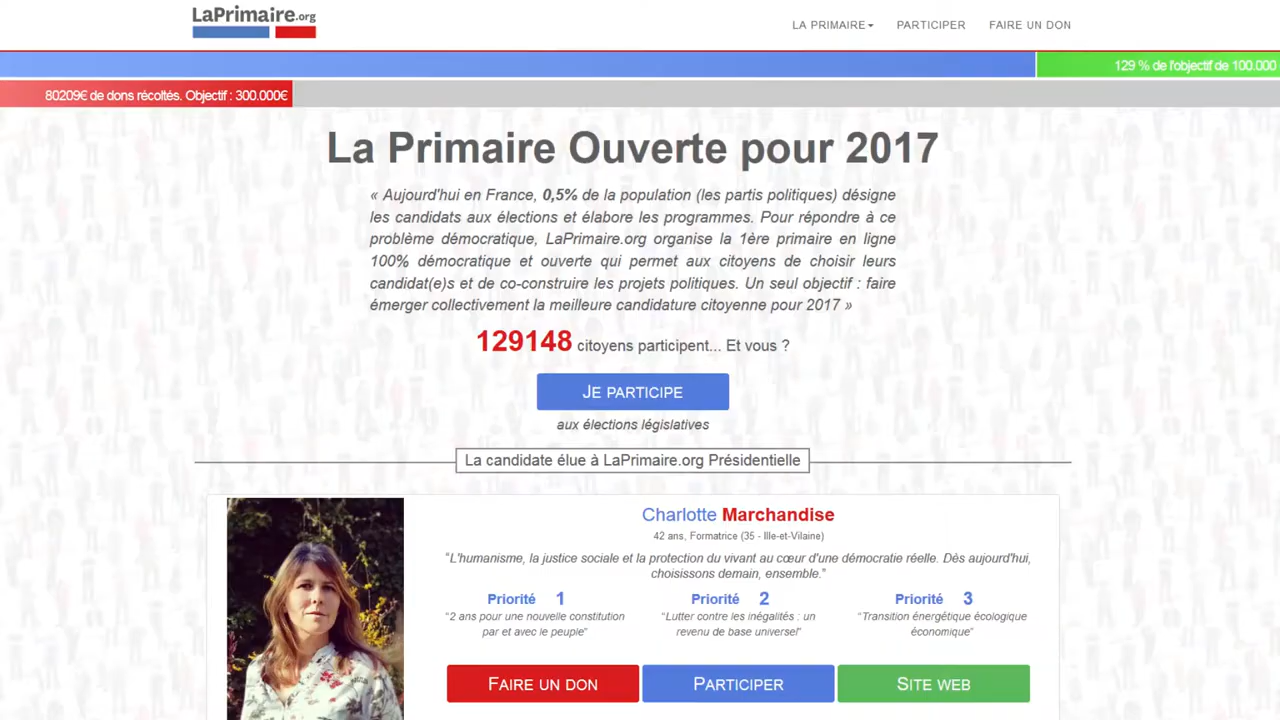 LaPrimaire.org
LA PRIMAIRE PARTICIPER FAIRE UN DON
129 % de l'objectif de 100.000
80209€ de dons récoltés. Objectif : 300.000€
La Primaire Ouverte pour 2017
« Aujourd'hui en France, 0,5% de la population (les partis politiques) désigne
les candidats aux élections et élabore les programmes. Pour répondre à ce
problème démocratique, LaPrimaire.org organise la 1ère primaire en ligne
100% démocratique et ouverte qui permet aux citoyens de choisir leurs
candidat(e)s et de co-construire les projets politiques. Un seul objectif : faire
émerger collectivement la meilleure candidature citoyenne pour 2017 »
129148 citoyens participent... Et vous ?
JE PARTICIPE
aux élections législatives
La candidate élue à LaPrimaire.org Présidentielle
Charlotte Marchandise
42 ans, Formatrice (35 - Ille-et-Vilaine)
"L'humanisme, la justice sociale et la protection du vivant au cœur d'une démocratie réelle. Dès aujourd'hui,
choisissons demain, ensemble."
Priorité 1
"2 ans pour une nouvelle constitution
par et avec le peuple"
Priorité 2
"Lutter contre les inégalités : un
revenu de base universel"
Priorité 3
"Transition énergétique écologique
économique"
FAIRE UN DON
PARTICIPER
SITE WEB